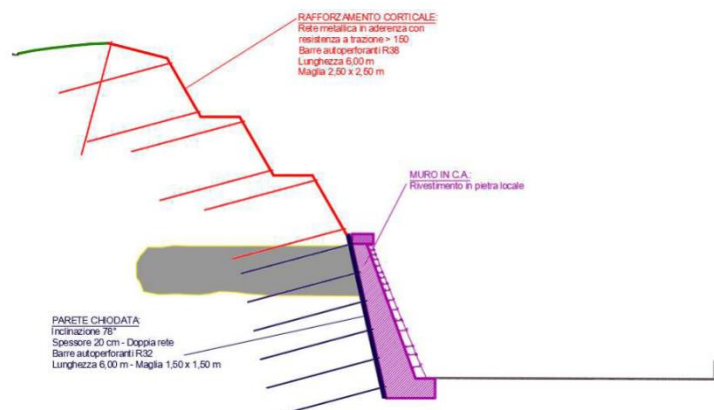 RAFFORZAMENTO CORTICALE:
Rete metallica in aderenza con
resistenza a trazione > 150
Barre autoperforanti R38
Lunghezza 6,00 m
Maglia 2,50 x 2,50 m
MURO IN C.A.:
Rivestimento in pietra locale
PARETE CHIODATA:
Inclinazione 78°
Spessore 20 cm - Doppia rete
Barre autoperforanti R32
Lunghezza 6,00 m - Maglia 1,50 x 1,50 m